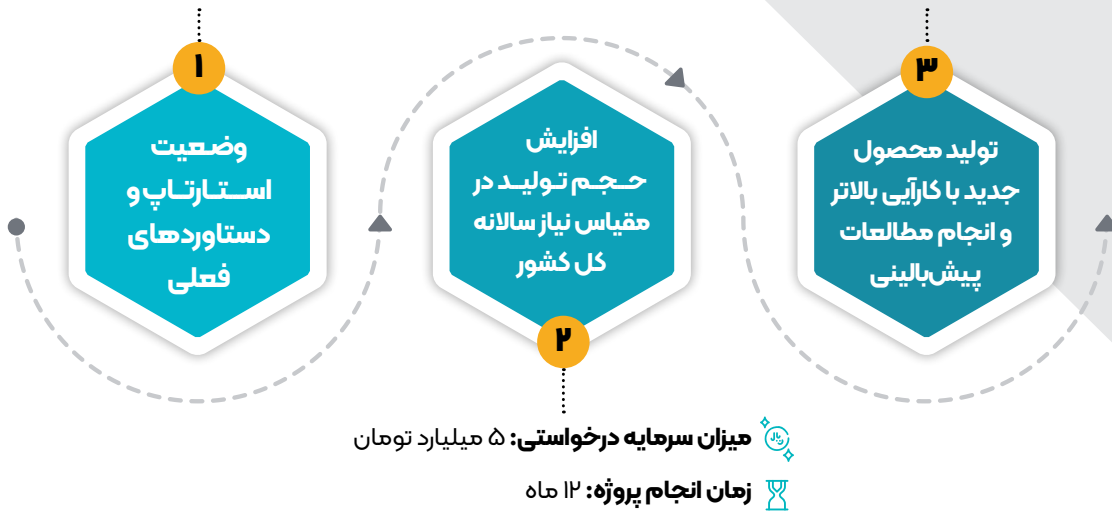 ۱
وضعیت
استارتاپ و
دستاوردهای
فعلی
افزایش
حجم تولید در
مقیاس نیاز سالانه
کل کشور
۲
میزان سرمایه درخواستی: ۵ میلیارد تومان
زمان انجام پروژه: ۱۲ ماه
۳
تولید محصول
جدید با کارآیی بالاتر
و انجام مطالعات
پیش‌بالینی